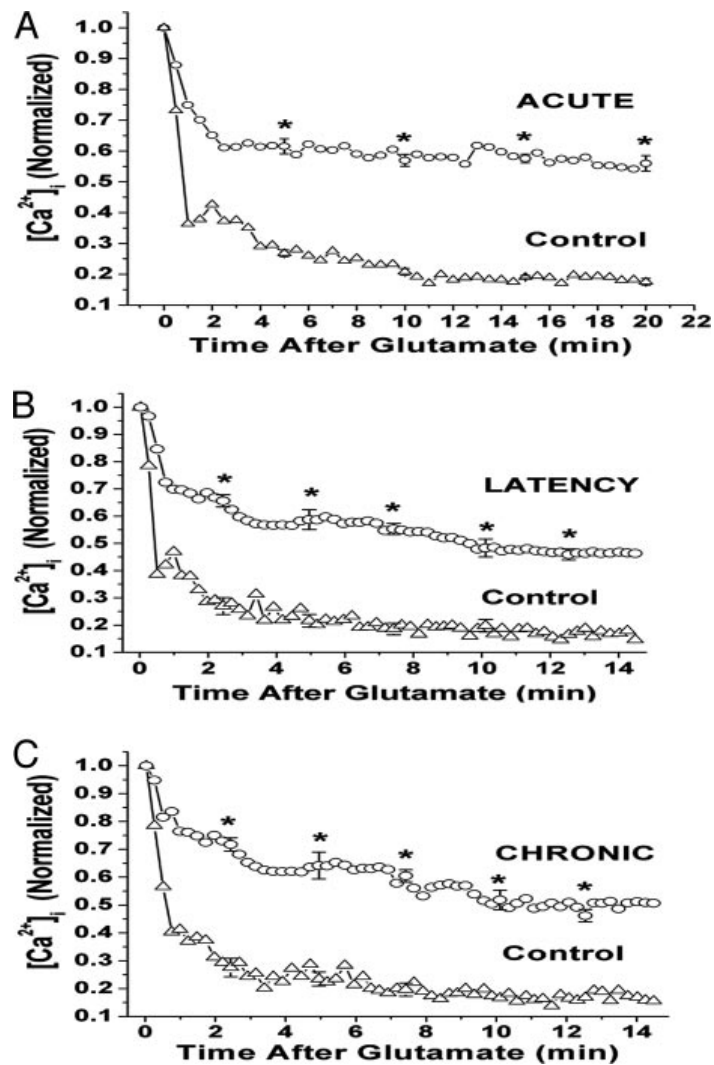 A
1.0
0.9
0.8
0.7
0.6
0.5
0.4
0.3
0.2
0.1
[Ca²⁺]ᵢ (Normalized)
ACUTE
* * * *
Control
0 2 4 6 8 10 12 14 16 18 20 22
Time After Glutamate (min)
B
1.0
0.9
0.8
0.7
0.6
0.5
0.4
0.3
0.2
0.1
[Ca²⁺]ᵢ (Normalized)
* * * * *
LATENCY
Control
0 2 4 6 8 10 12 14
Time After Glutamate (min)
C
1.0
0.9
0.8
0.7
0.6
0.5
0.4
0.3
0.2
0.1
[Ca²⁺]ᵢ (Normalized)
* * * * *
CHRONIC
Control
0 2 4 6 8 10 12 14
Time After Glutamate (min)